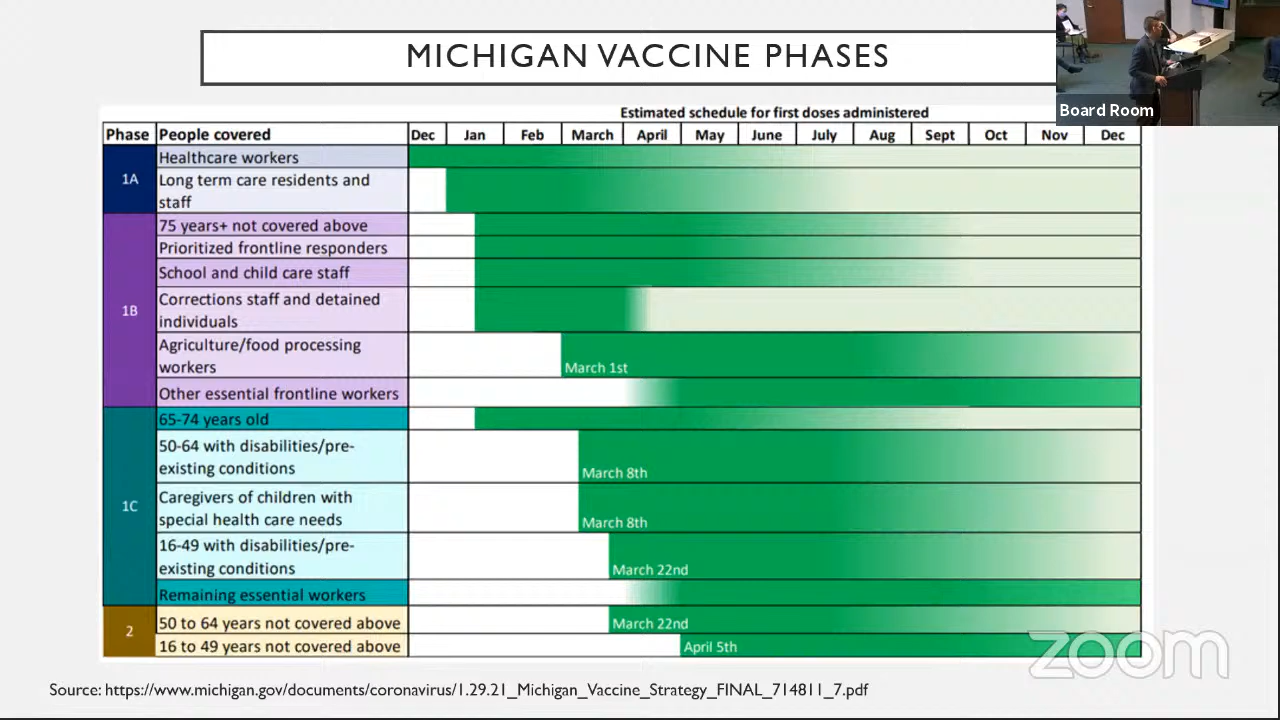 MICHIGAN VACCINE PHASES
Board Room
Estimated schedule for first doses administered
Phase People covered Dec Jan Feb March April May June July Aug Sept Oct Nov Dec
1A
Healthcare workers
Long term care residents and
staff
1B
75 years+ not covered above
Prioritized frontline responders
School and child care staff
Corrections staff and detained
individuals
Agriculture/food processing
workers March 1st
Other essential frontline workers
1C
65-74 years old
50-64 with disabilities/pre-
existing conditions March 8th
Caregivers of children with
special health care needs March 8th
16-49 with disabilities/pre-
existing conditions March 22nd
Remaining essential workers
2
50 to 64 years not covered above March 22nd
16 to 49 years not covered above April 5th
zoom
Source: https://www.michigan.gov/documents/coronavirus/1.29.21_Michigan_Vaccine_Strategy_FINAL_714811_7.pdf